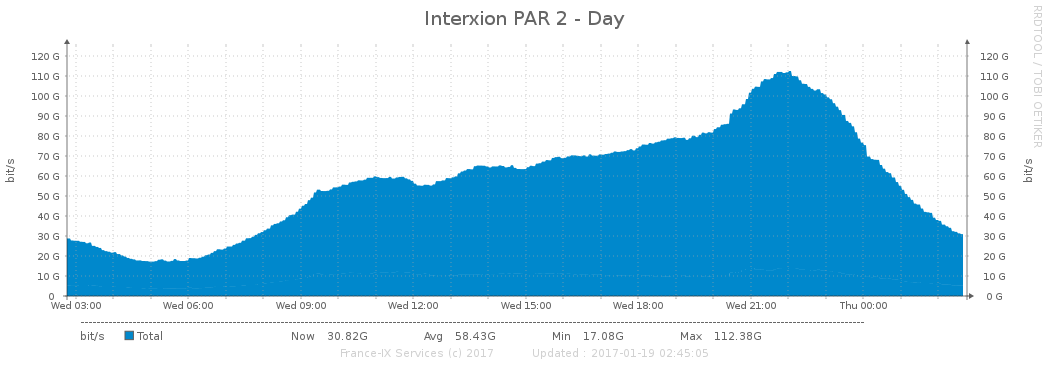 Interxion PAR 2 - Day
RRDTOOL / TOBI OETIKER
bit/s
120 G
110 G
100 G
90 G
80 G
70 G
60 G
50 G
40 G
30 G
20 G
10 G
0
120 G
110 G
100 G
90 G
80 G
70 G
60 G
50 G
40 G
30 G
20 G
10 G
0 G
bit/s
Wed 03:00 Wed 06:00 Wed 09:00 Wed 12:00 Wed 15:00 Wed 18:00 Wed 21:00 Thu 00:00
bit/s Total Now 30.82G Avg 58.43G Min 17.08G Max 112.38G
France-IX Services (c) 2017 Updated : 2017-01-19 02:45:05